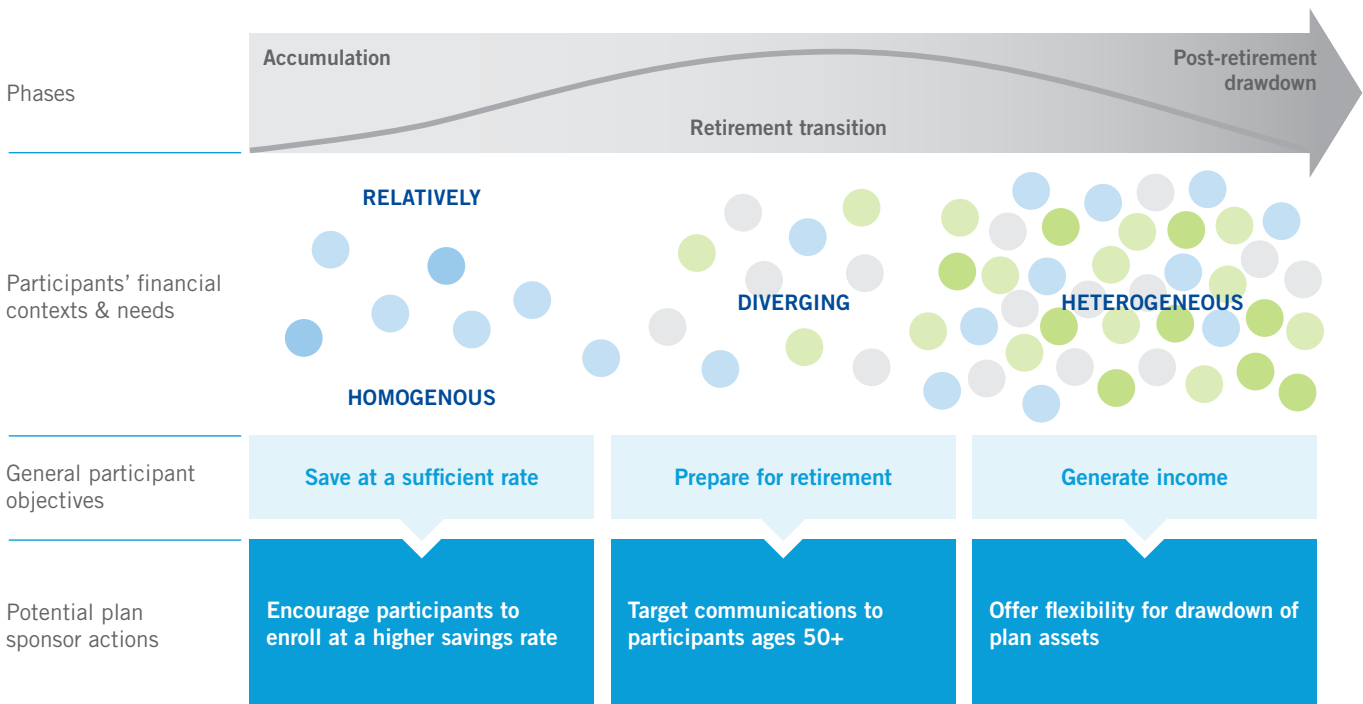 Phases
Accumulation
Retirement transition
Post-retirement
drawdown
Participants’ financial
contexts & needs
RELATIVELY
HOMOGENOUS
DIVERGING
HETEROGENEOUS
General participant
objectives
Save at a sufficient rate
Prepare for retirement
Generate income
Potential plan
sponsor actions
Encourage participants to
enroll at a higher savings rate
Target communications to
participants ages 50+
Offer flexibility for drawdown of
plan assets